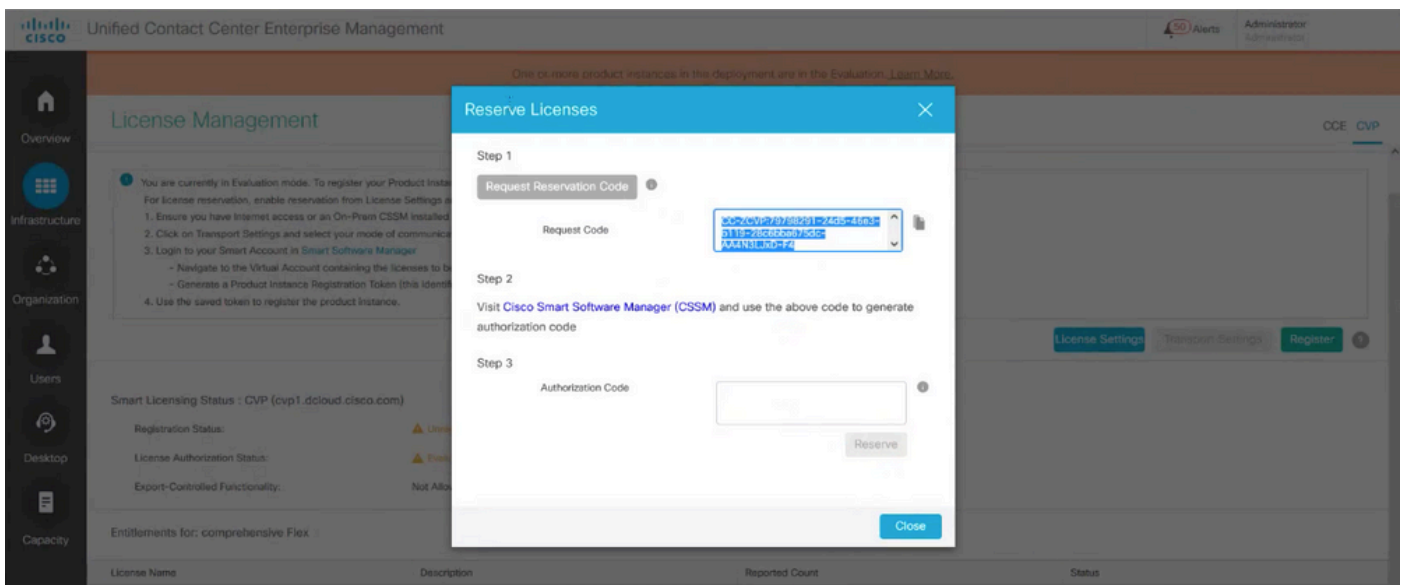 CISCO
Unified Contact Center Enterprise Management
50 Alerts
Administrator
Administrator
One or more product instances in the deployment are in the Evaluation. Learn More.
Overview
Infrastructure
Organization
Users
Desktop
Capacity
License Management
CCE CVP
You are currently in Evaluation mode. To register your Product
For license reservation, enable reservation from License Settings
1. Ensure you have Internet access or an On-Prem CSSM installed
2. Click on Transport Settings and select your mode of
3. Login to your Smart Account in Smart Software Manager
- Navigate to the Virtual Account containing the licenses to
- Generate a Product Instance Registration Token (this
4. Use the saved token to register the product instance.
License Settings
Transport Settings
Register
Smart Licensing Status : CVP (cvp1.dcloud.cisco.com)
Registration Status:
License Authorization Status:
Export-Controlled Functionality:
Not
Entitlements for: comprehensive Flex
License Name
Description
Reported Count
Status
Reserve Licenses
Step 1
Request Reservation Code
Request Code
Step 2
Visit Cisco Smart Software Manager (CSSM) and use the above code to generate
authorization code
Step 3
Authorization Code
Reserve
Close